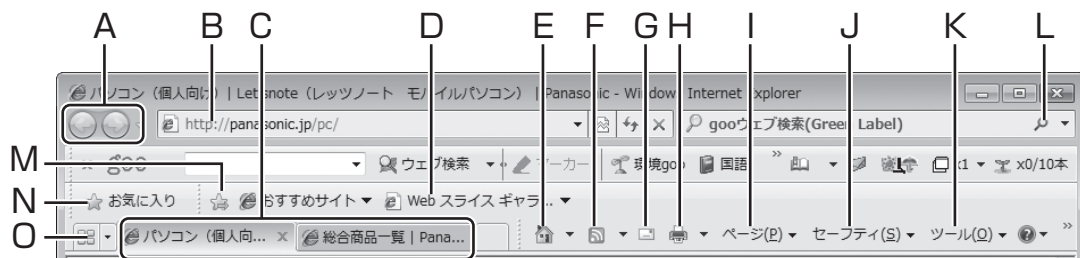 A B C D E F G H I J K L
パソコン（個人向け）| Let'snote（レッツノート モバイルパソコン）| Panasonic - Windows Internet Explorer
http://panasonic.jp/pc/ gooウェブ検索(Green Label)
M goo ウェブ検索 マーカー 環境goo 国語 » x1 x0/10本
N お気に入り おすすめサイト Web スライス ギャラ...
O パソコン（個人向... x 総合商品一覧 | Pana... ページ(P) セーフティ(S) ツール(O) »